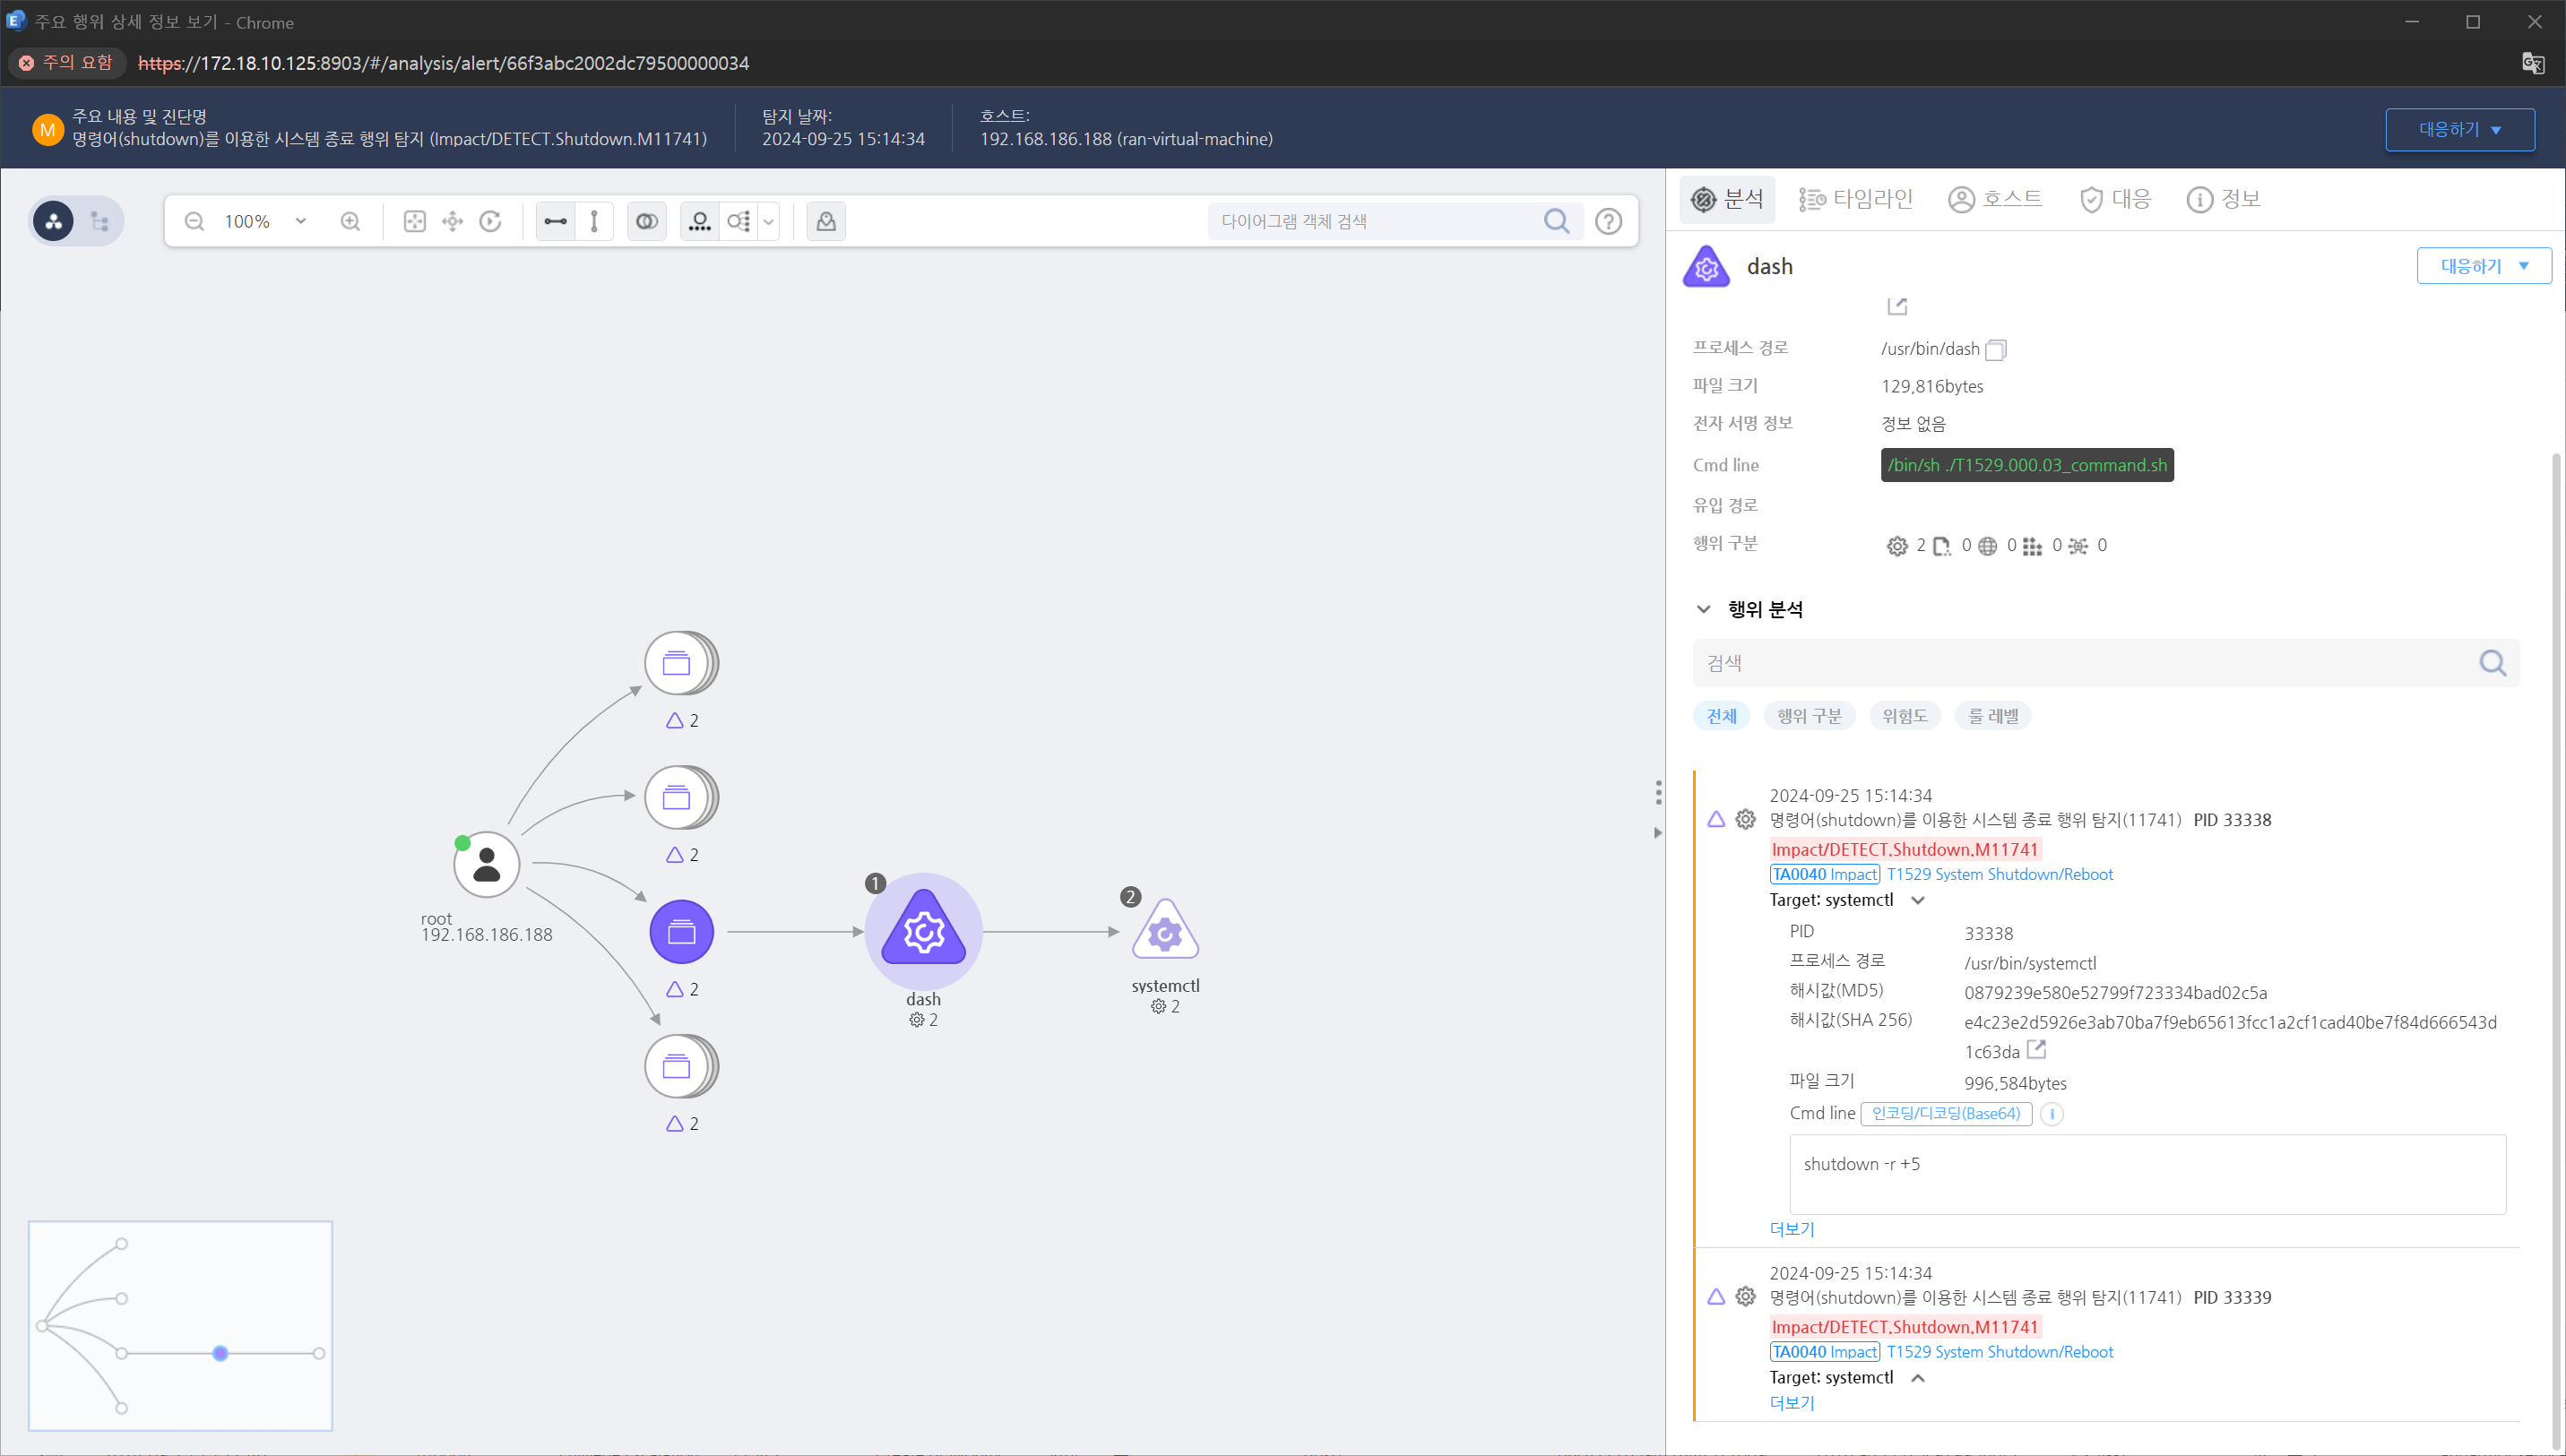 주요 행위 상세 정보 보기 - Chrome
주의 요함
https://172.18.10.125:8903/#/analysis/alert/66f3abc2002dc79500000034
M
주요 내용 및 진단명
명령어(shutdown)를 이용한 시스템 종료 행위 탐지 (Impact/DETECT.Shutdown.M11741)
탐지 날짜:
2024-09-25 15:14:34
호스트:
192.168.186.188 (ran-virtual-machine)
대응하기
100%
다이어그램 객체 검색
2
2
root
192.168.186.188
2
1
dash
2
2
systemctl
2
2
분석
타임라인
호스트
대응
정보
dash
대응하기
프로세스 경로 /usr/bin/dash
파일 크기 129,816bytes
전자 서명 정보 정보 없음
Cmd line /bin/sh ./T1529.000.03_command.sh
유입 경로
행위 구분 2 0 0 0 0
행위 분석
검색
전체 행위 구분 위험도 룰 레벨
2024-09-25 15:14:34
명령어(shutdown)를 이용한 시스템 종료 행위 탐지(11741) PID 33338
Impact/DETECT.Shutdown.M11741
TA0040 Impact T1529 System Shutdown/Reboot
Target: systemctl
PID 33338
프로세스 경로 /usr/bin/systemctl
해시값(MD5) 0879239e580e52799f723334bad02c5a
해시값(SHA 256) e4c23e2d5926e3ab70ba7f9eb65613fcc1a2cf1cad40be7f84d666543d
1c63da
파일 크기 996,584bytes
Cmd line 인코딩/디코딩(Base64)
shutdown -r +5
더보기
2024-09-25 15:14:34
명령어(shutdown)를 이용한 시스템 종료 행위 탐지(11741) PID 33339
Impact/DETECT.Shutdown.M11741
TA0040 Impact T1529 System Shutdown/Reboot
Target: systemctl
더보기